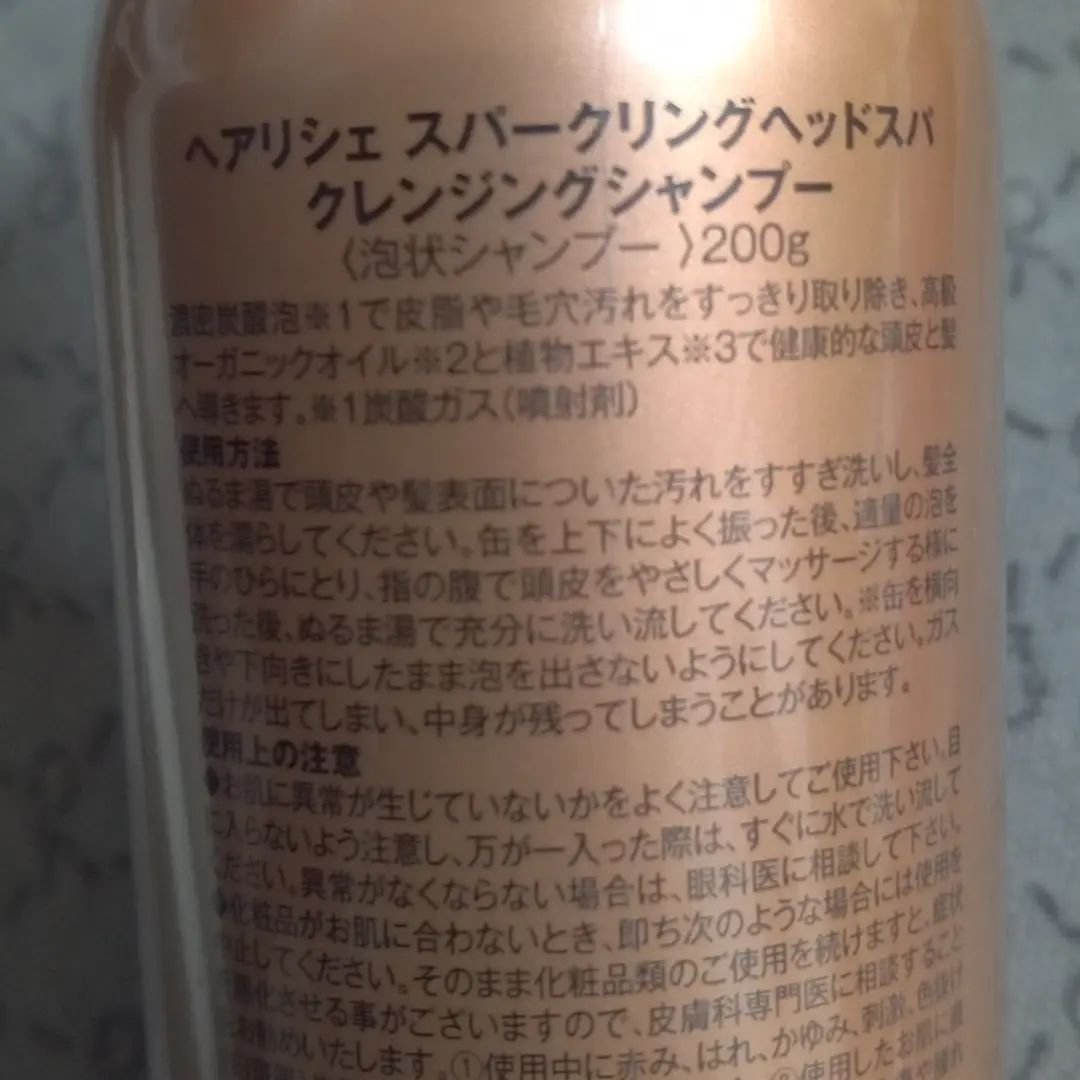 ヘアリシェ スパークリングヘッドスパ
クレンジングシャンプー
〈泡状シャンプー 〉200g
濃密炭酸泡※1で皮脂や毛穴汚れをすっきり取り除き、高級
オーガニックオイル※2と植物エキス※3で健康的な頭皮と髪
へ導きます。※1炭酸ガス(噴射剤)
使用方法
ぬるま湯で頭皮や髪表面についた汚れをすすぎ洗いし、髪全
体を濡らしてください。缶を上下によく振った後、適量の泡を
手のひらにとり、指の腹で頭皮をやさしくマッサージする様に
洗った後、ぬるま湯で充分に洗い流してください。※缶を横向
きや下向きにしたまま泡を出さないようにしてください。ガス
だけが出てしまい、中身が残ってしまうことがあります。
使用上の注意
◆お肌に異常が生じていないかをよく注意してご使用下さい。目
に入らないよう注意し、万が一入った際は、すぐに水で洗い流して
ください。異常がなくならない場合は、眼科医に相談して下さい。
◆化粧品がお肌に合わないとき、即ち次のような場合には使用を
中止してください。そのまま化粧品類のご使用を続けますと、症状
を悪化させる事がございますので、皮膚科専門医に相談すること
をお勧めいたします。①使用中に赤み、はれ、かゆみ、刺激、色抜け
②使用したお肌に直